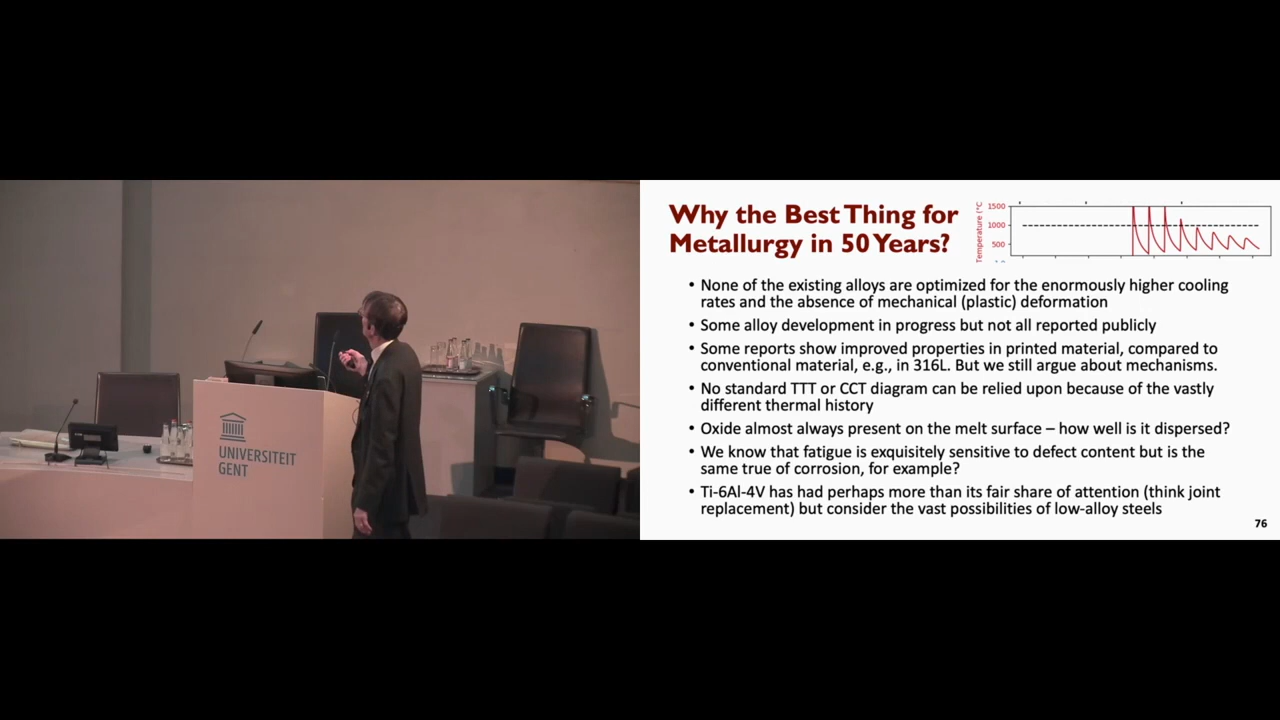 UNIVERSITEIT
GENT
Why the Best Thing for
Metallurgy in 50 Years?
Temperature (°C
1500
1000
500
• None of the existing alloys are optimized for the enormously higher cooling
rates and the absence of mechanical (plastic) deformation
• Some alloy development in progress but not all reported publicly
• Some reports show improved properties in printed material, compared to
conventional material, e.g., in 316L. But we still argue about mechanisms.
• No standard TTT or CCT diagram can be relied upon because of the vastly
different thermal history
• Oxide almost always present on the melt surface – how well is it dispersed?
• We know that fatigue is exquisitely sensitive to defect content but is the
same true of corrosion, for example?
• Ti-6Al-4V has had perhaps more than its fair share of attention (think joint
replacement) but consider the vast possibilities of low-alloy steels
76